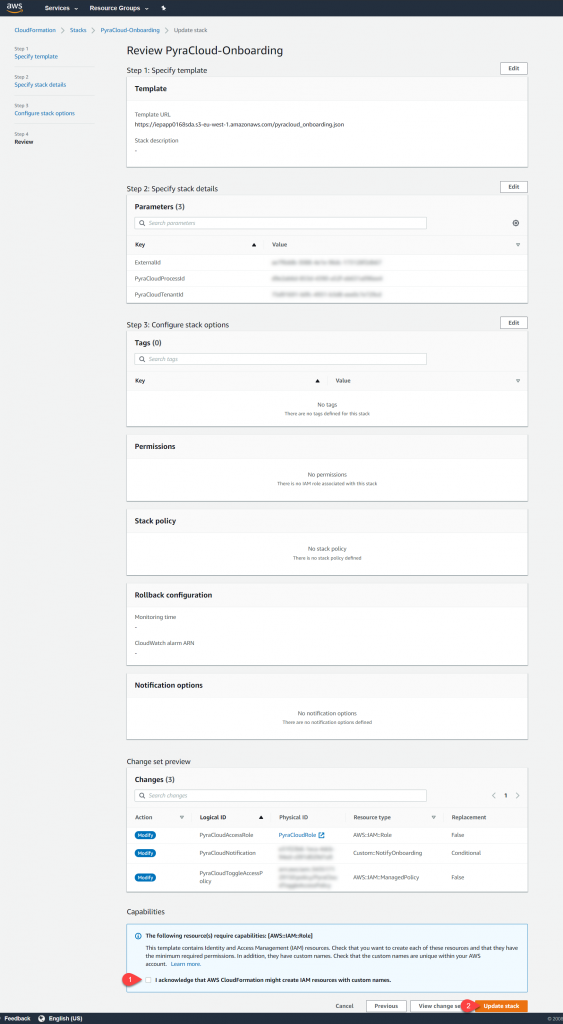 aws
Services
Resource Groups
CloudFormation > Stacks > PyraCloud-Onboarding > Update stack
Step 1
Specify template
Step 2
Specify stack details
Step 3
Configure stack options
Step 4
Review
Review PyraCloud-Onboarding
Step 1: Specify template
Edit
Template
Template URL
https://iepapp0168sda.s3-eu-west-1.amazonaws.com/pyracloud_onboarding.json
Stack description
-
Step 2: Specify stack details
Edit
Parameters (3)
Search parameters
Key
Value
ExternalId
PyraCloudProcessId
PyraCloudTenantId
Step 3: Configure stack options
Edit
Tags (0)
Search tags
Key
Value
No tags
There are no tags defined for this stack
Permissions
No permissions
There is no IAM role associated with this stack
Stack policy
No stack policy
There is no stack policy defined
Rollback configuration
Monitoring time
-
CloudWatch alarm ARN
-
Notification options
No notification options
There are no notification options defined
Change set preview
Changes (3)
Search changes
1
Action
Logical ID
Physical ID
Resource type
Replacement
Modify
PyraCloudAccessRole
PyraCloudRole
AWS::IAM::Role
False
Modify
PyraCloudNotification
Custom::NotifyOnboarding
Conditional
Modify
PyraCloudToggleAccessP
olicy
AWS::IAM::ManagedPolicy
False
Capabilities
The following resource(s) require capabilities: [AWS::IAM::Role]
This template contains Identity and Access Management (IAM) resources. Check that you want to create each of these resources and that they have
the minimum required permissions. In addition, they have custom names. Check that the custom names are unique within your AWS
account. Learn more.
1
I acknowledge that AWS CloudFormation might create IAM resources with custom names.
Cancel
Previous
View change se
2
Update stack
Feedback
English (US)